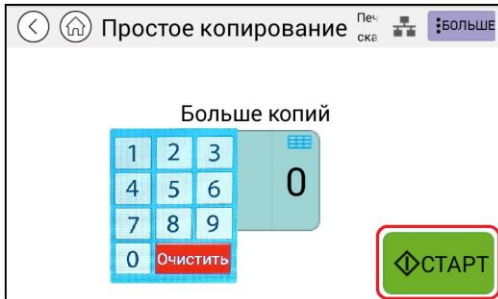 Простое копирование
Печ
ска
БОЛЬШЕ
Больше копий
1 2 3
4 5 6
7 8 9
0 Очистить
0
СТАРТ